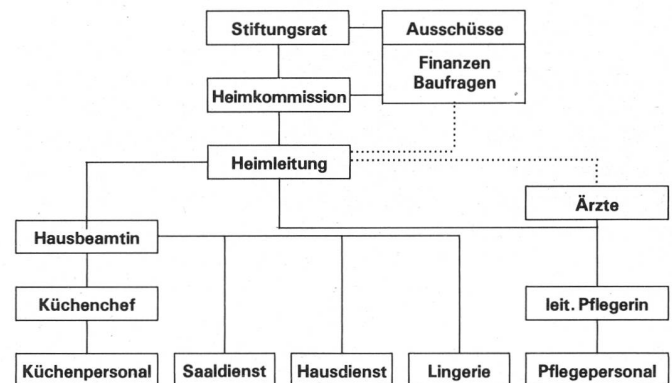 Stiftungsrat
Ausschüsse
Finanzen
Baufragen
Heimkommission
Heimleitung
Ärzte
Hausbeamtin
Küchenchef
leit. Pflegerin
Küchenpersonal
Saaldienst
Hausdienst
Lingerie
Pflegepersonal